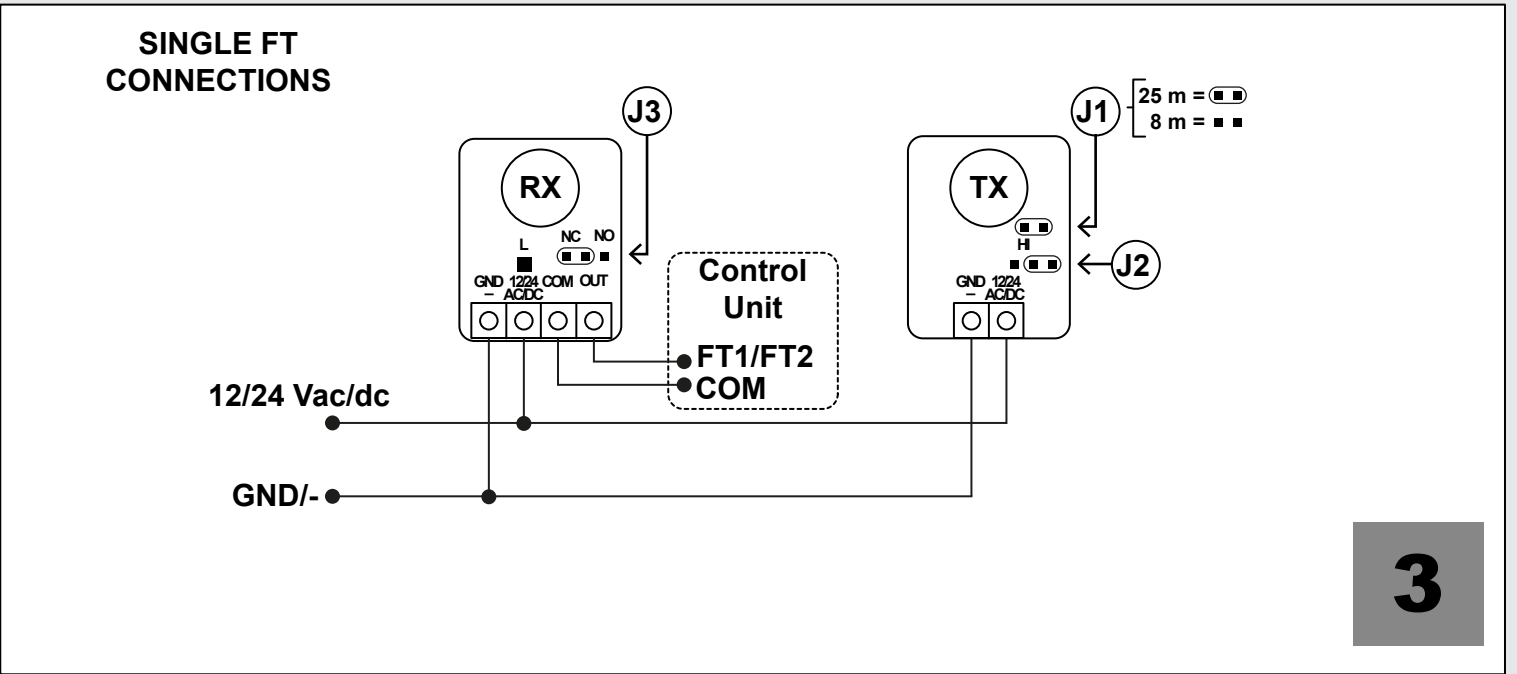 SINGLE FT
CONNECTIONS
J3
J1
25 m =
8 m =
RX
TX
L
NC NO
HI
J2
GND 12/24 COM OUT
– AC/DC
GND 12/24
– AC/DC
Control
Unit
FT1/FT2
COM
12/24 Vac/dc
GND/-
3